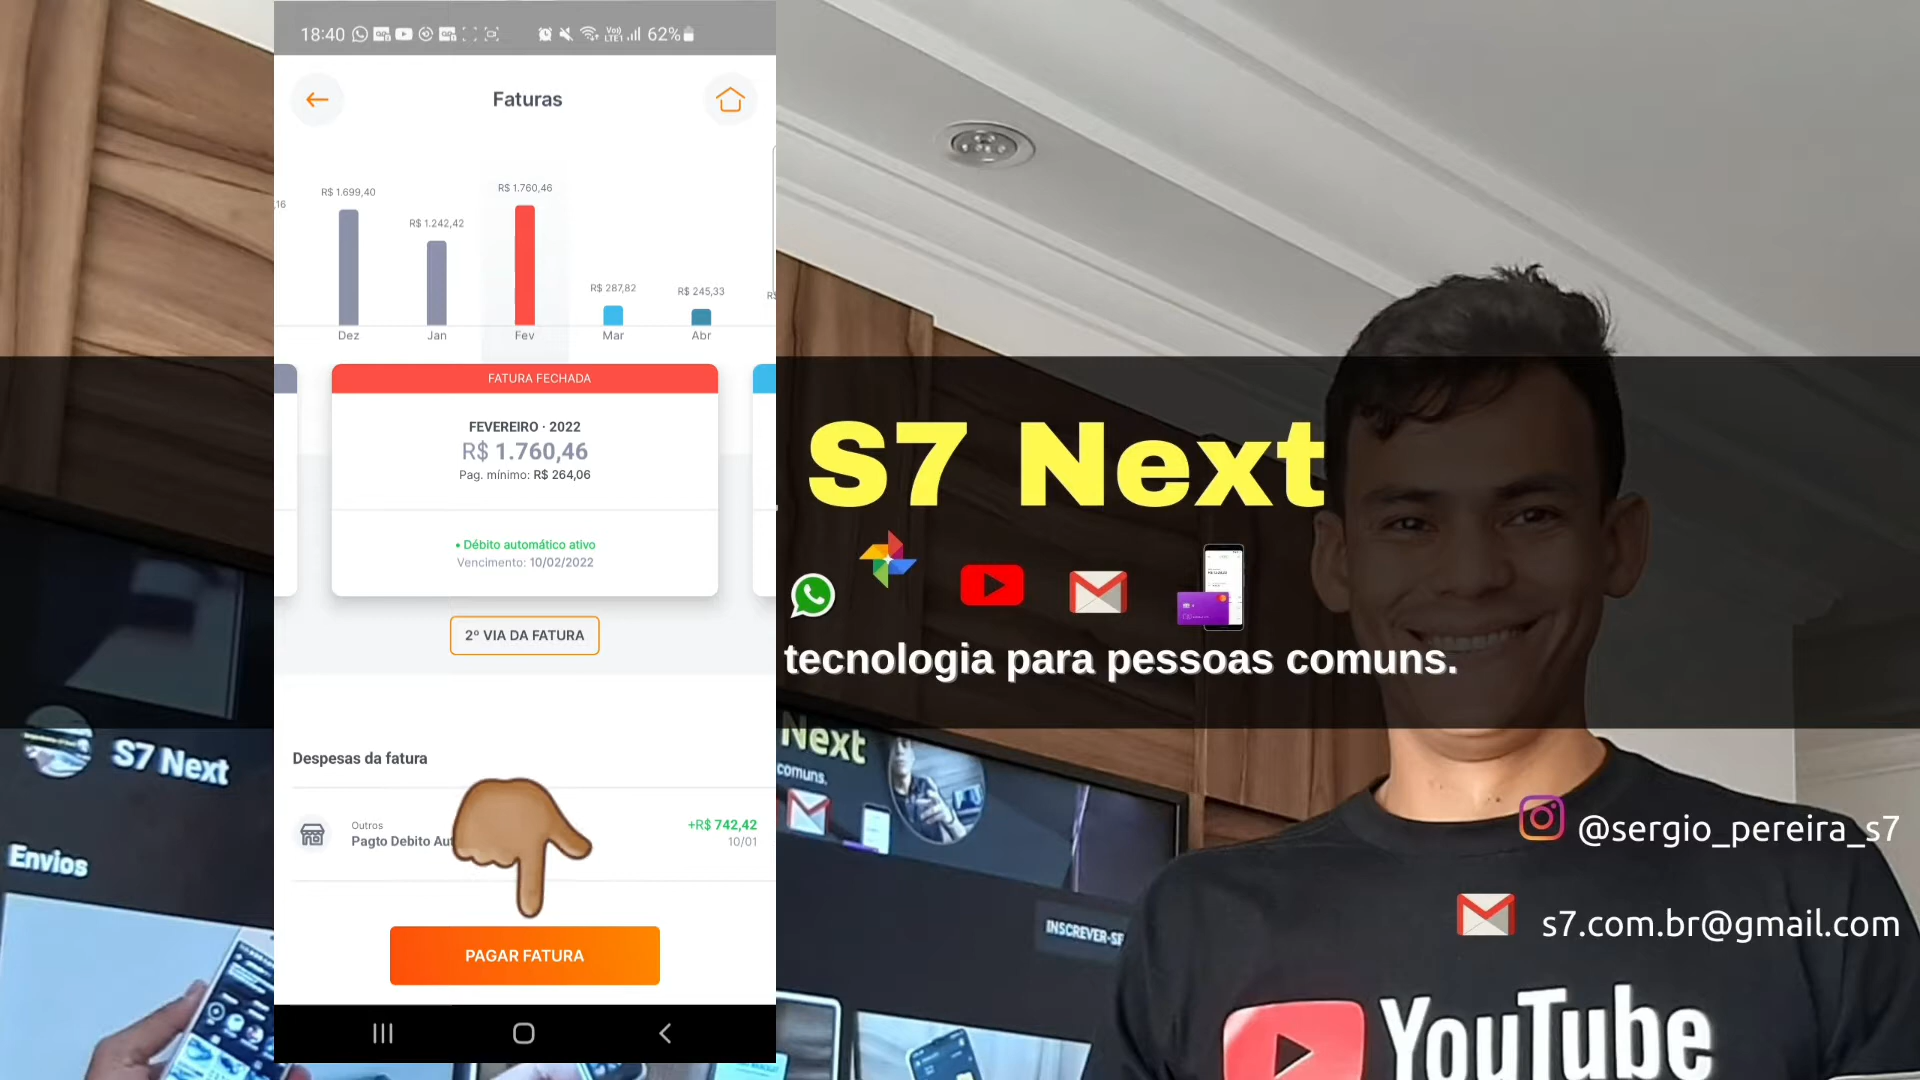 18:40
Vo)) LTE1
62%
Faturas
,16
R$ 1.699,40
R$ 1.242,42
R$ 1.760,46
R$ 287,82
R$ 245,33
R$
Dez
Jan
Fev
Mar
Abr
FATURA FECHADA
FEVEREIRO · 2022
R$ 1.760,46
Pag. mínimo: R$ 264,06
• Débito automático ativo
Vencimento: 10/02/2022
2º VIA DA FATURA
Despesas da fatura
Outros
Pagto Debito Aut
+R$ 742,42
10/01
PAGAR FATURA
S7 Next
tecnologia para pessoas comuns.
S7 Next
Envios
Next
comuns.
INSCREVER-SE
@sergio_pereira_s7
s7.com.br@gmail.com
YouTube